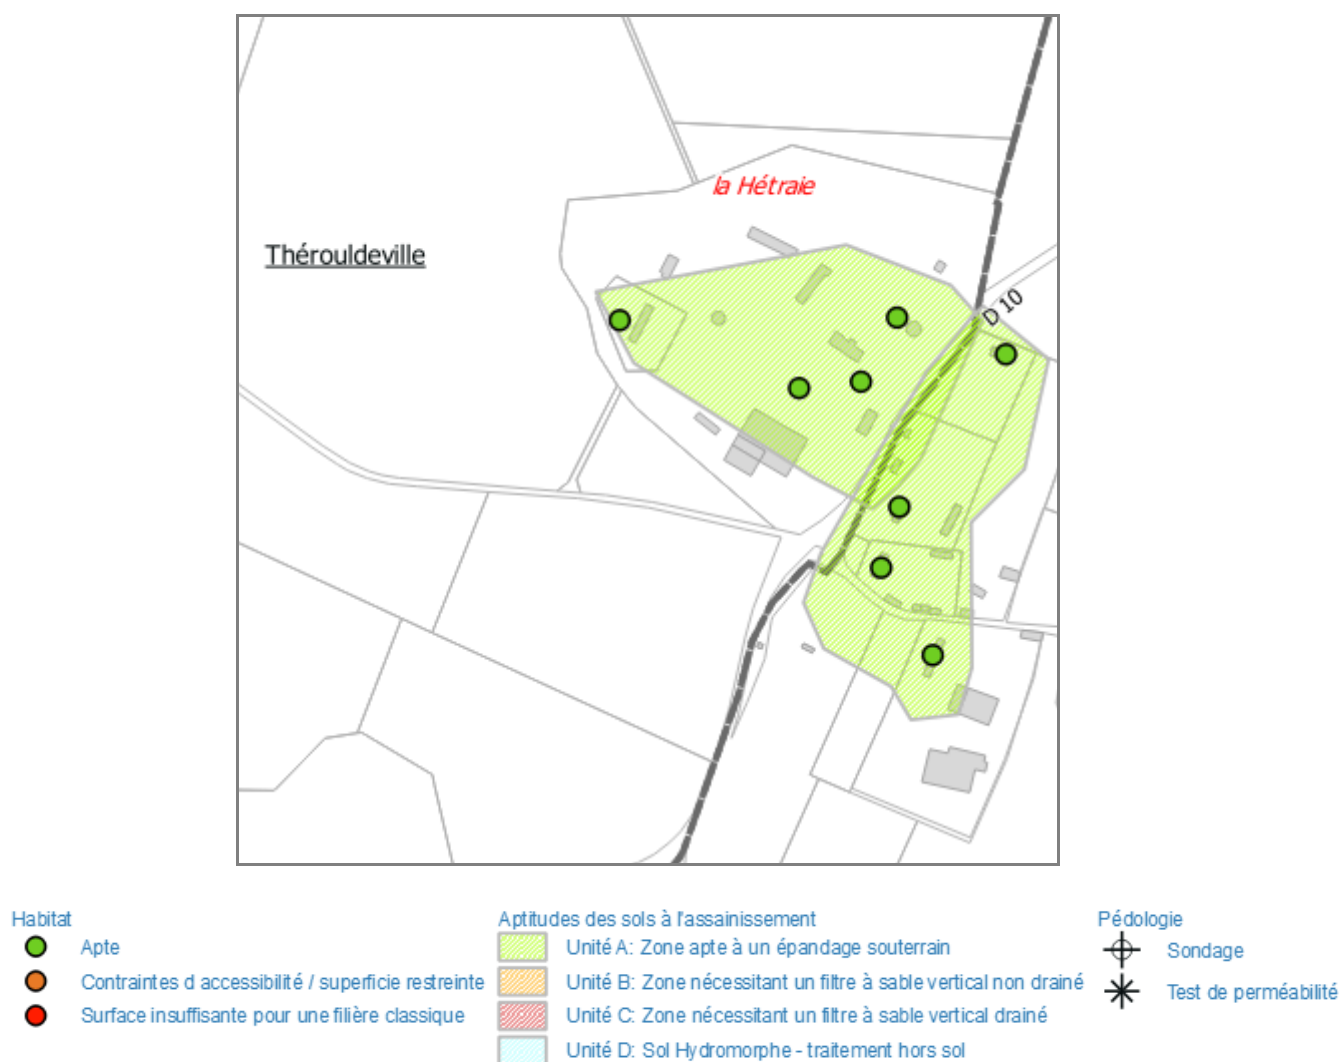 la Hétraie
Thérouldeville
D 10
Habitat
Apte
Contraintes d accessibilité / superficie restreinte
Surface insuffisante pour une filière classique
Aptitudes des sols à l'assainissement
Unité A: Zone apte à un épandage souterrain
Unité B: Zone nécessitant un filtre à sable vertical non drainé
Unité C: Zone nécessitant un filtre à sable vertical drainé
Unité D: Sol Hydromorphe - traitement hors sol
Pédologie
Sondage
Test de perméabilité